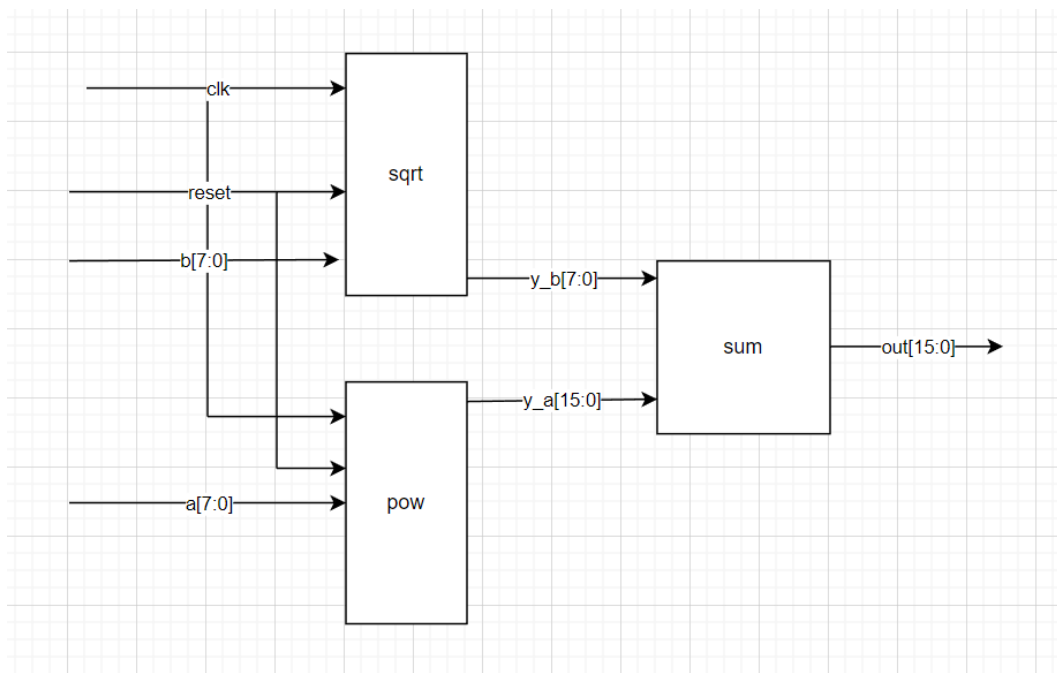 clk
sqrt
reset
b[7:0]
y_b[7:0]
sum
out[15:0]
y_a[15:0]
a[7:0]
pow